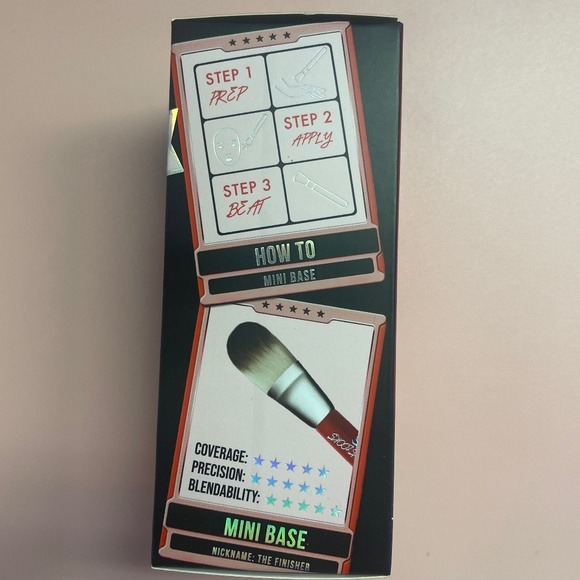 STEP 1
PREP
STEP 2
APPLY
STEP 3
BEAT
HOW TO
MINI BASE
COVERAGE:
PRECISION:
BLENDABILITY:
MINI BASE
NICKNAME: THE FINISHER